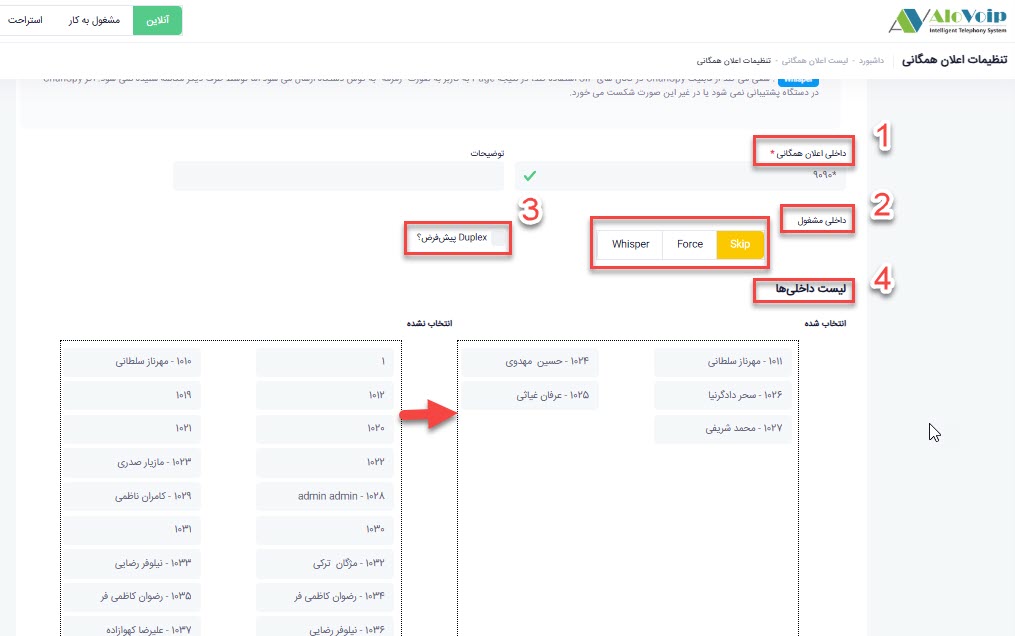 آنلاین
مشغول به کار
استراحت
AloVoip
Intelligent Telephony System
تنظیمات اعلان همگانی
داشبورد - لیست اعلان همگانی - تنظیمات اعلان همگانی
در دستگاه پشتیبانی نمی شود یا در غیر این صورت شکست می خورد.
داخلی اعلان همگانی *
1
توضیحات
*۹۰۹۰
داخلی مشغول
2
3
Duplex پیش‌فرض؟
Whisper
Force
Skip
لیست داخلی‌ها
4
انتخاب شده
انتخاب نشده
۱۰۱۱ - مهرناز سلطانی
۱۰۲۴ - حسین مهدوی
۱۰۲۶ - سحر دادگرنیا
۱۰۲۵ - عرفان غیاثی
۱۰۲۷ - محمد شریفی
۱
۱۰۱۰ - مهرناز سلطانی
۱۰۱۲
۱۰۱۹
۱۰۲۰
۱۰۲۱
۱۰۲۲
۱۰۲۳ - مازیار صدری
۱۰۲۸ - admin admin
۱۰۲۹ - کامران ناظمی
۱۰۳۰
۱۰۳۱
۱۰۳۲ - مژگان ترکی
۱۰۳۳ - نیلوفر رضایی
۱۰۳۴ - رضوان کاظمی فر
۱۰۳۵ - رضوان کاظمی فر
۱۰۳۶ - نیلوفر رضایی
۱۰۳۷ - علیرضا کهوازاده